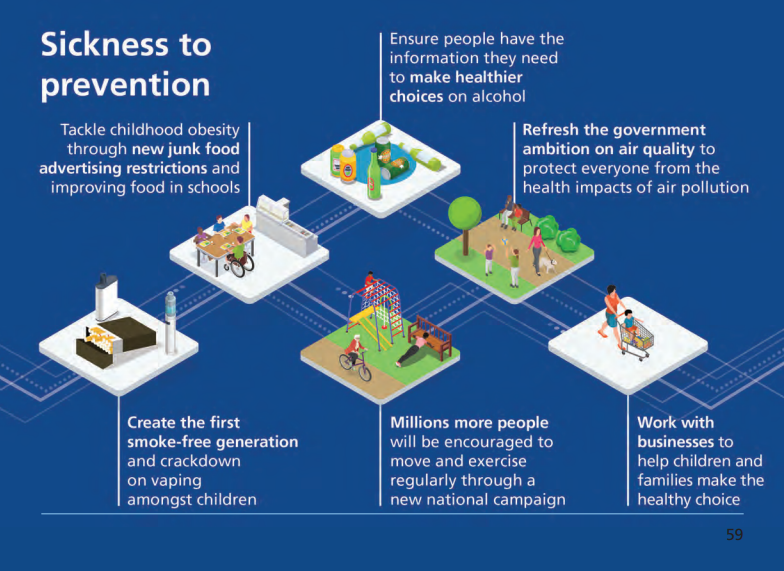 Sickness to
prevention
Ensure people have the
information they need
to make healthier
choices on alcohol
Tackle childhood obesity
through new junk food
advertising restrictions and
improving food in schools
Refresh the government
ambition on air quality to
protect everyone from the
health impacts of air pollution
Create the first
smoke-free generation
and crackdown
on vaping
amongst children
Millions more people
will be encouraged to
move and exercise
regularly through a
new national campaign
Work with
businesses to
help children and
families make the
healthy choice
59